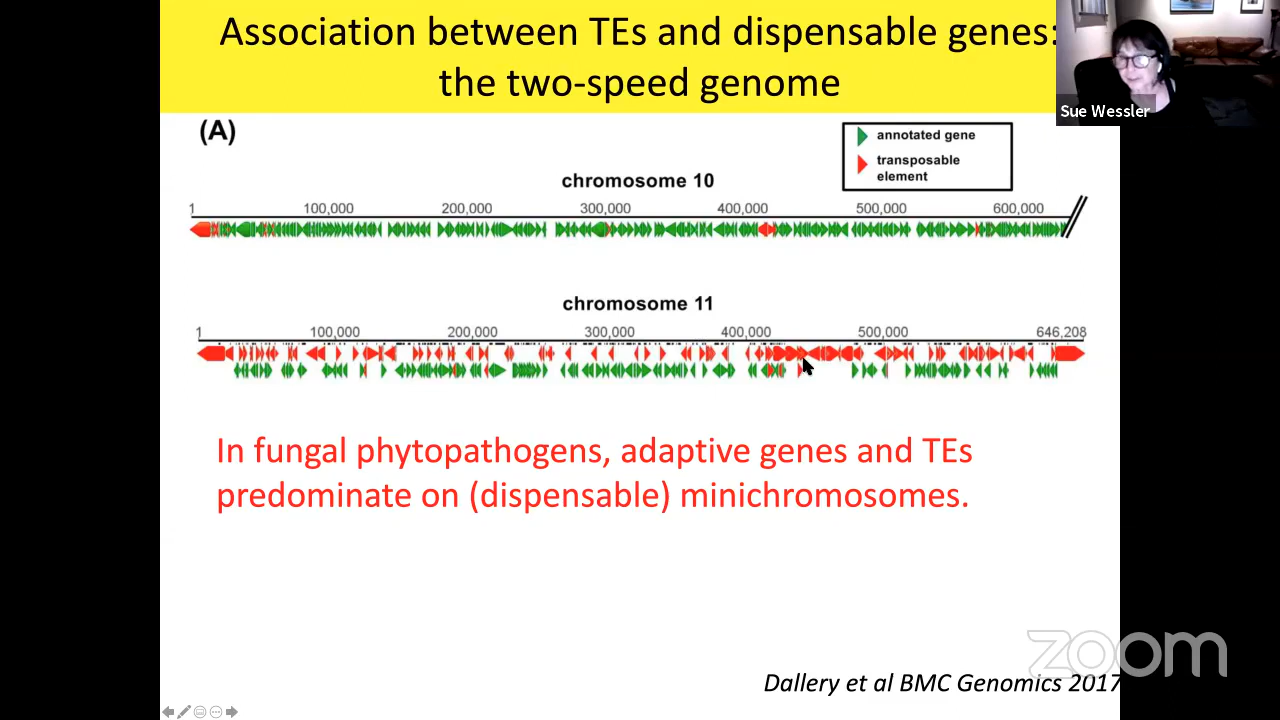 Association between TEs and dispensable genes:
the two-speed genome
Sue Wessler
(A)
annotated gene
transposable
element
chromosome 10
1 100,000 200,000 300,000 400,000 500,000 600,000
chromosome 11
1 100,000 200,000 300,000 400,000 500,000 646,208
In fungal phytopathogens, adaptive genes and TEs
predominate on (dispensable) minichromosomes.
zoom
Dallery et al BMC Genomics 2017